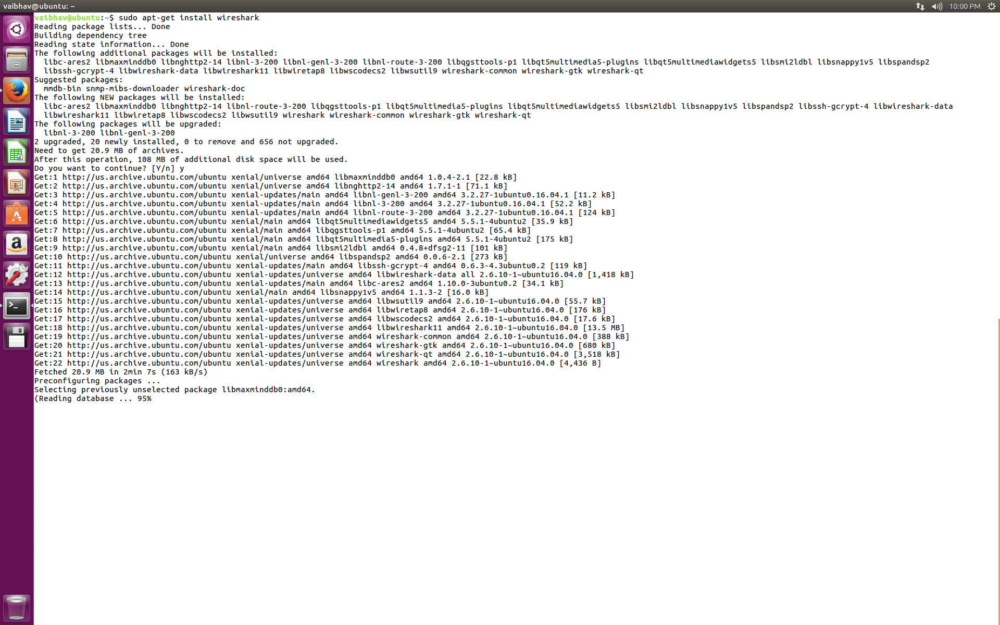 vaibhav@ubuntu: ~
10:00 PM
vaibhav@ubuntu:~$ sudo apt-get install wireshark
Reading package lists... Done
Building dependency tree
Reading state information... Done
The following additional packages will be installed:
  libc-ares2 libmaxminddb0 libnghttp2-14 libnl-3-200 libnl-genl-3-200 libnl-route-3-200 libqgsttools-p1 libqt5multimedia5-plugins libqt5multimediawidgets5 libsmi2ldbl libsnappy1v5 libspandsp2
  libssh-gcrypt-4 libwireshark-data libwireshark11 libwiretap8 libwscodecs2 libwsutil9 wireshark-common wireshark-gtk wireshark-qt
Suggested packages:
  mmdb-bin snmp-mibs-downloader wireshark-doc
The following NEW packages will be installed:
  libc-ares2 libmaxminddb0 libnghttp2-14 libnl-route-3-200 libqgsttools-p1 libqt5multimedia5-plugins libqt5multimediawidgets5 libsmi2ldbl libsnappy1v5 libspandsp2 libssh-gcrypt-4 libwireshark-data
  libwireshark11 libwiretap8 libwscodecs2 libwsutil9 wireshark wireshark-common wireshark-gtk wireshark-qt
The following packages will be upgraded:
  libnl-3-200 libnl-genl-3-200
2 upgraded, 20 newly installed, 0 to remove and 656 not upgraded.
Need to get 20.9 MB of archives.
After this operation, 108 MB of additional disk space will be used.
Do you want to continue? [Y/n] y
Get:1 http://us.archive.ubuntu.com/ubuntu xenial/universe amd64 libmaxminddb0 amd64 1.0.4-2.1 [22.8 kB]
Get:2 http://us.archive.ubuntu.com/ubuntu xenial/universe amd64 libnghttp2-14 amd64 1.7.1-1 [71.1 kB]
Get:3 http://us.archive.ubuntu.com/ubuntu xenial-updates/main amd64 libnl-genl-3-200 amd64 3.2.27-1ubuntu0.16.04.1 [11.2 kB]
Get:4 http://us.archive.ubuntu.com/ubuntu xenial-updates/main amd64 libnl-3-200 amd64 3.2.27-1ubuntu0.16.04.1 [52.2 kB]
Get:5 http://us.archive.ubuntu.com/ubuntu xenial-updates/main amd64 libnl-route-3-200 amd64 3.2.27-1ubuntu0.16.04.1 [124 kB]
Get:6 http://us.archive.ubuntu.com/ubuntu xenial/main amd64 libqt5multimediawidgets5 amd64 5.5.1-4ubuntu2 [35.9 kB]
Get:7 http://us.archive.ubuntu.com/ubuntu xenial/main amd64 libqgsttools-p1 amd64 5.5.1-4ubuntu2 [65.4 kB]
Get:8 http://us.archive.ubuntu.com/ubuntu xenial/main amd64 libqt5multimedia5-plugins amd64 5.5.1-4ubuntu2 [175 kB]
Get:9 http://us.archive.ubuntu.com/ubuntu xenial/main amd64 libsmi2ldbl amd64 0.4.8+dfsg2-11 [101 kB]
Get:10 http://us.archive.ubuntu.com/ubuntu xenial/universe amd64 libspandsp2 amd64 0.0.6-2.1 [273 kB]
Get:11 http://us.archive.ubuntu.com/ubuntu xenial-updates/main amd64 libssh-gcrypt-4 amd64 0.6.3-4.3ubuntu0.2 [119 kB]
Get:12 http://us.archive.ubuntu.com/ubuntu xenial-updates/universe amd64 libwireshark-data all 2.6.10-1~ubuntu16.04.0 [1,418 kB]
Get:13 http://us.archive.ubuntu.com/ubuntu xenial-updates/main amd64 libc-ares2 amd64 1.10.0-3ubuntu0.2 [34.1 kB]
Get:14 http://us.archive.ubuntu.com/ubuntu xenial/main amd64 libsnappy1v5 amd64 1.1.3-2 [16.0 kB]
Get:15 http://us.archive.ubuntu.com/ubuntu xenial-updates/universe amd64 libwsutil9 amd64 2.6.10-1~ubuntu16.04.0 [55.7 kB]
Get:16 http://us.archive.ubuntu.com/ubuntu xenial-updates/universe amd64 libwiretap8 amd64 2.6.10-1~ubuntu16.04.0 [176 kB]
Get:17 http://us.archive.ubuntu.com/ubuntu xenial-updates/universe amd64 libwscodecs2 amd64 2.6.10-1~ubuntu16.04.0 [17.6 kB]
Get:18 http://us.archive.ubuntu.com/ubuntu xenial-updates/universe amd64 libwireshark11 amd64 2.6.10-1~ubuntu16.04.0 [13.5 MB]
Get:19 http://us.archive.ubuntu.com/ubuntu xenial-updates/universe amd64 wireshark-common amd64 2.6.10-1~ubuntu16.04.0 [388 kB]
Get:20 http://us.archive.ubuntu.com/ubuntu xenial-updates/universe amd64 wireshark-gtk amd64 2.6.10-1~ubuntu16.04.0 [680 kB]
Get:21 http://us.archive.ubuntu.com/ubuntu xenial-updates/universe amd64 wireshark-qt amd64 2.6.10-1~ubuntu16.04.0 [3,518 kB]
Get:22 http://us.archive.ubuntu.com/ubuntu xenial-updates/universe amd64 wireshark amd64 2.6.10-1~ubuntu16.04.0 [4,436 B]
Fetched 20.9 MB in 2min 7s (163 kB/s)
Preconfiguring packages ...
Selecting previously unselected package libmaxminddb0:amd64.
(Reading database ... 95%